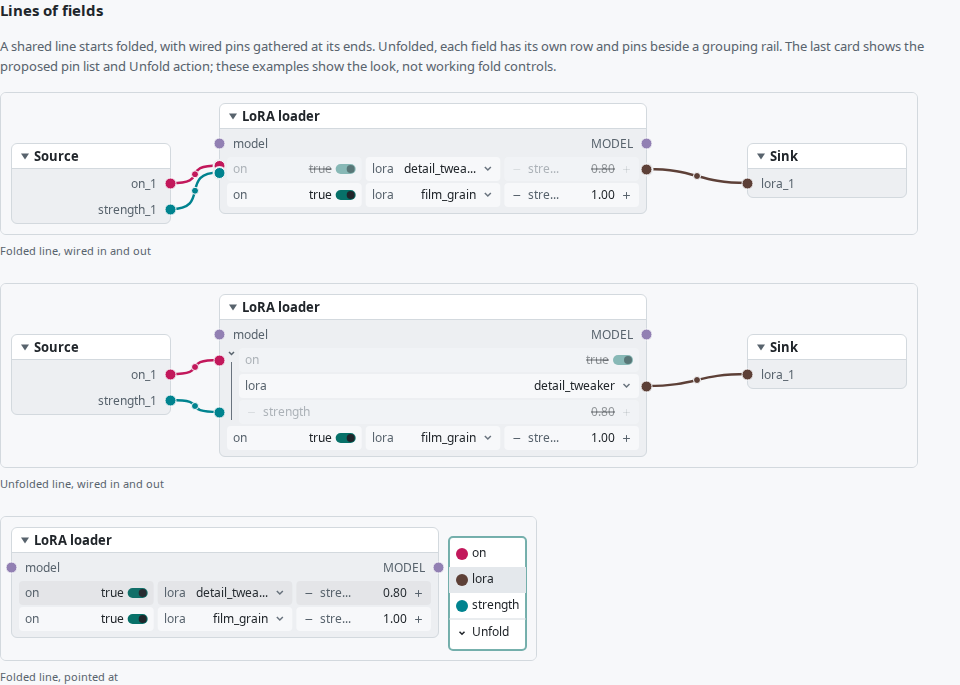 Lines of fields
A shared line starts folded, with wired pins gathered at its ends. Unfolded, each field has its own row and pins beside a grouping rail. The last card shows the
proposed pin list and Unfold action; these examples show the look, not working fold controls.
LoRA loader
model MODEL
Source
Sink
on true lora detail_twea... − stre... 0.80 +
on_1
lora_1
on true lora film_grain − stre... 1.00 +
strength_1
Folded line, wired in and out
LoRA loader
model MODEL
Source
Sink
on true
on_1
lora_1
lora detail_tweaker
strength_1
− strength 0.80 +
on true lora film_grain − stre... 1.00 +
Unfolded line, wired in and out
LoRA loader
model MODEL
on true lora detail_twea... − stre... 0.80 +
on true lora film_grain − stre... 1.00 +
on
lora
strength
Unfold
Folded line, pointed at